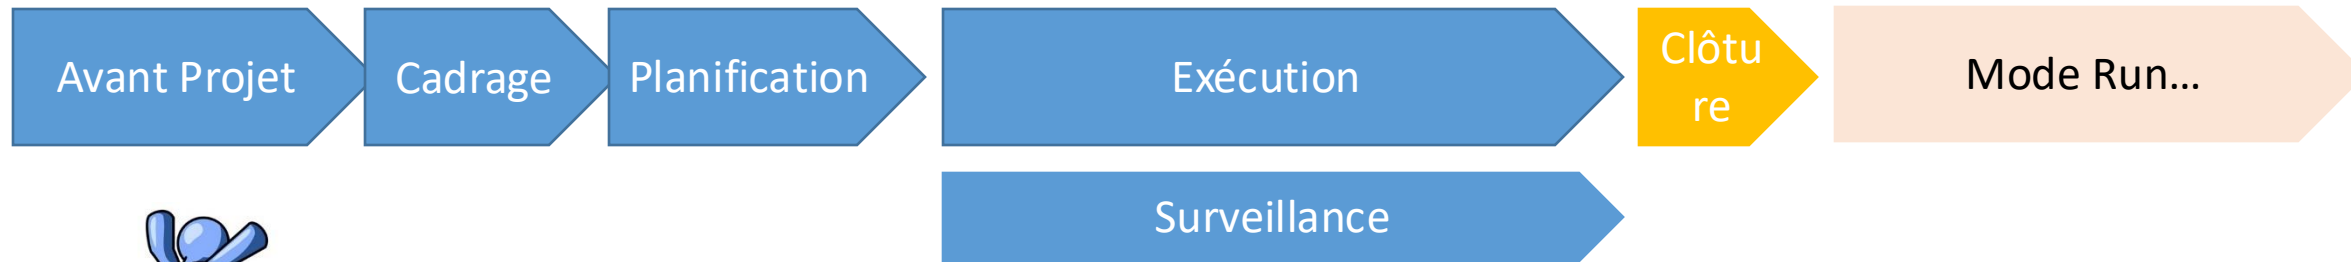 Avant Projet
Cadrage
Planification
Exécution
Clôtu
re
Mode Run...
Surveillance